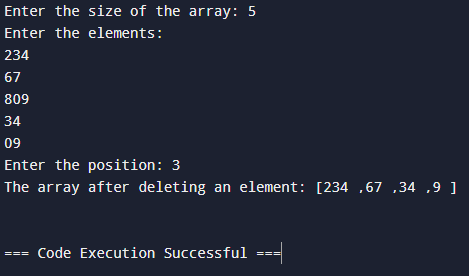 Enter the size of the array: 5
Enter the elements:
234
67
809
34
09
Enter the position: 3
The array after deleting an element: [234 ,67 ,34 ,9 ]
=== Code Execution Successful ===